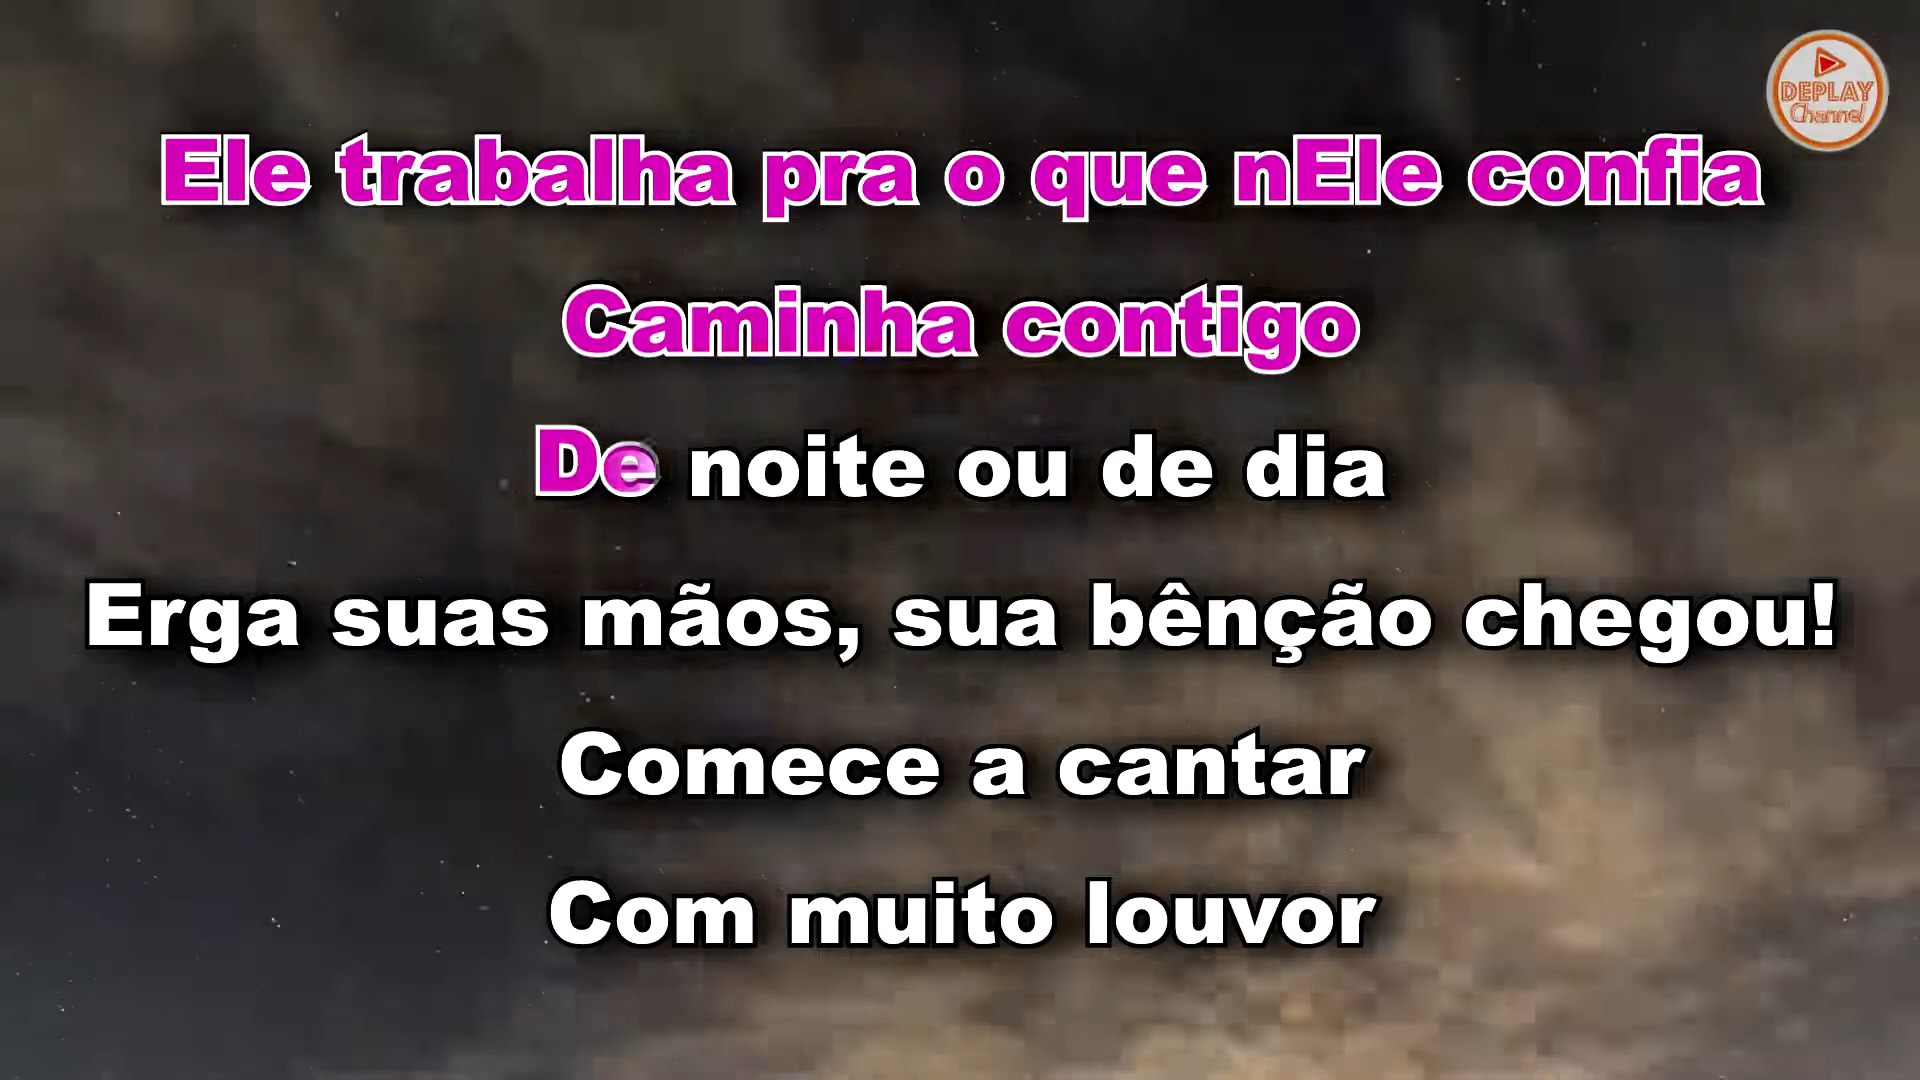 DEPLAY
Channel
Ele trabalha pra o que nEle confia
Caminha contigo
De noite ou de dia
Erga suas mãos, sua bênção chegou!
Comece a cantar
Com muito louvor